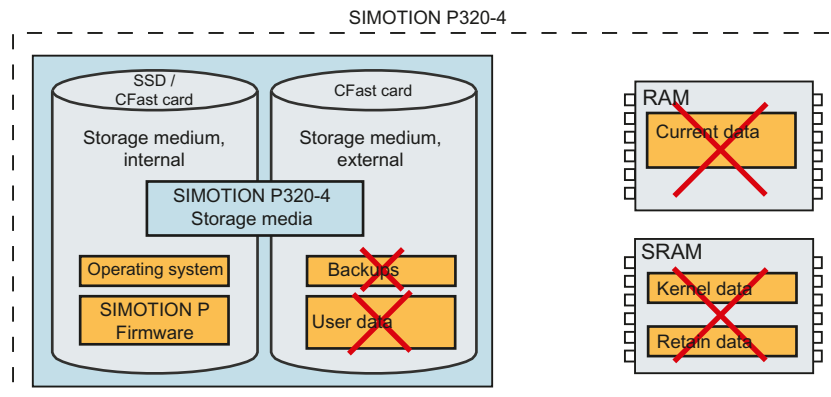 SIMOTION P320-4
SSD /
CFast card
CFast card
Storage medium,
internal
Storage medium,
external
SIMOTION P320-4
Storage media
Operating system
SIMOTION P
Firmware
Backups
User data
RAM
Current data
SRAM
Kernel data
Retain data